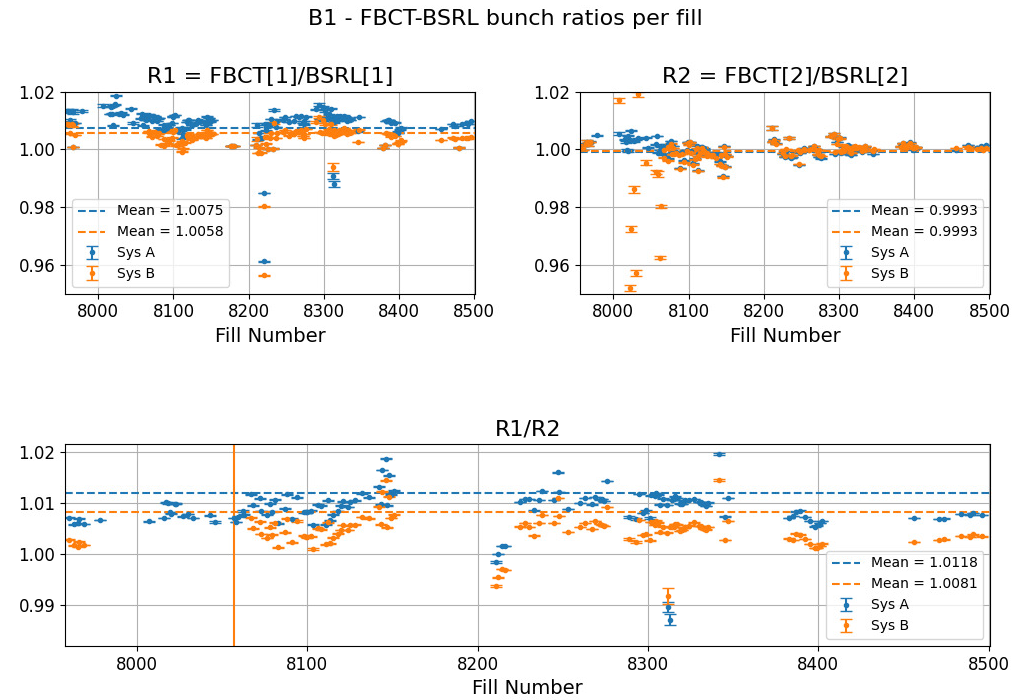 B1 - FBCT-BSRL bunch ratios per fill
R1 = FBCT[1]/BSRL[1]
1.02
1.00
0.98
0.96
Mean = 1.0075
Mean = 1.0058
Sys A
Sys B
8000 8100 8200 8300 8400 8500
Fill Number
R2 = FBCT[2]/BSRL[2]
1.02
1.00
0.98
0.96
Mean = 0.9993
Mean = 0.9993
Sys A
Sys B
8000 8100 8200 8300 8400 8500
Fill Number
R1/R2
1.02
1.01
1.00
0.99
Mean = 1.0118
Mean = 1.0081
Sys A
Sys B
8000 8100 8200 8300 8400 8500
Fill Number